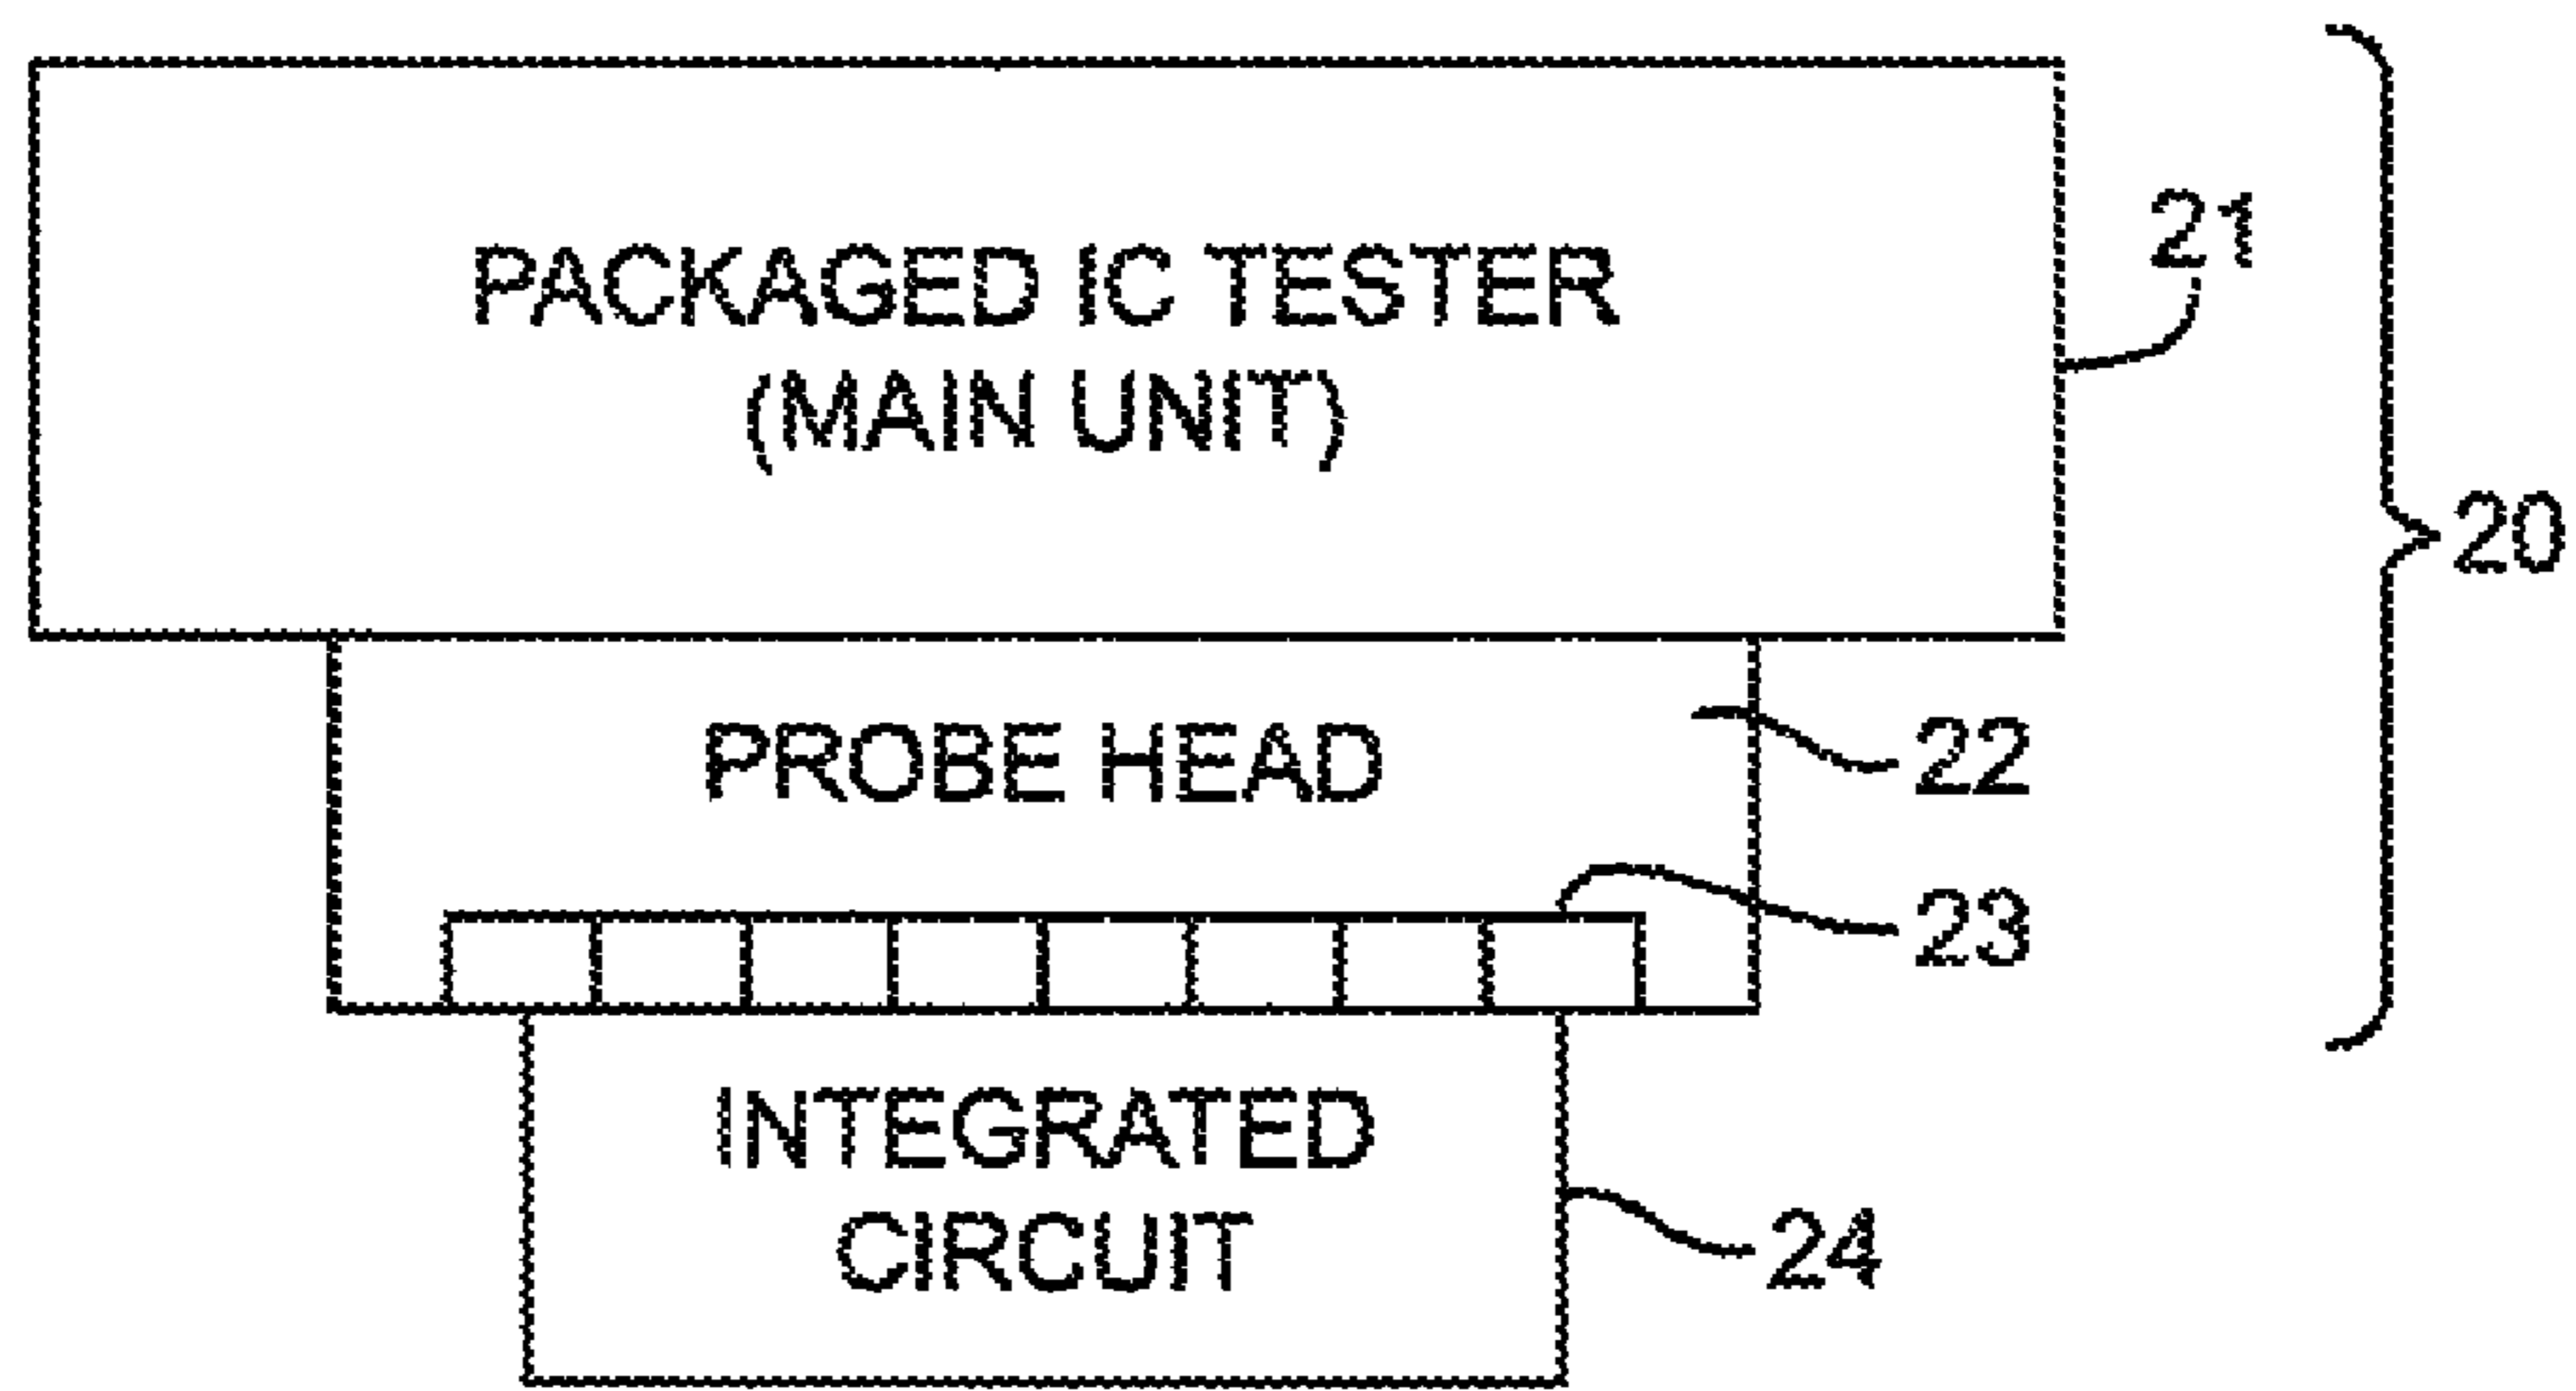 PACKAGED IC TESTER
(MAIN UNIT)
21
20
PROBE HEAD
22
23
INTEGRATED
CIRCUIT
24